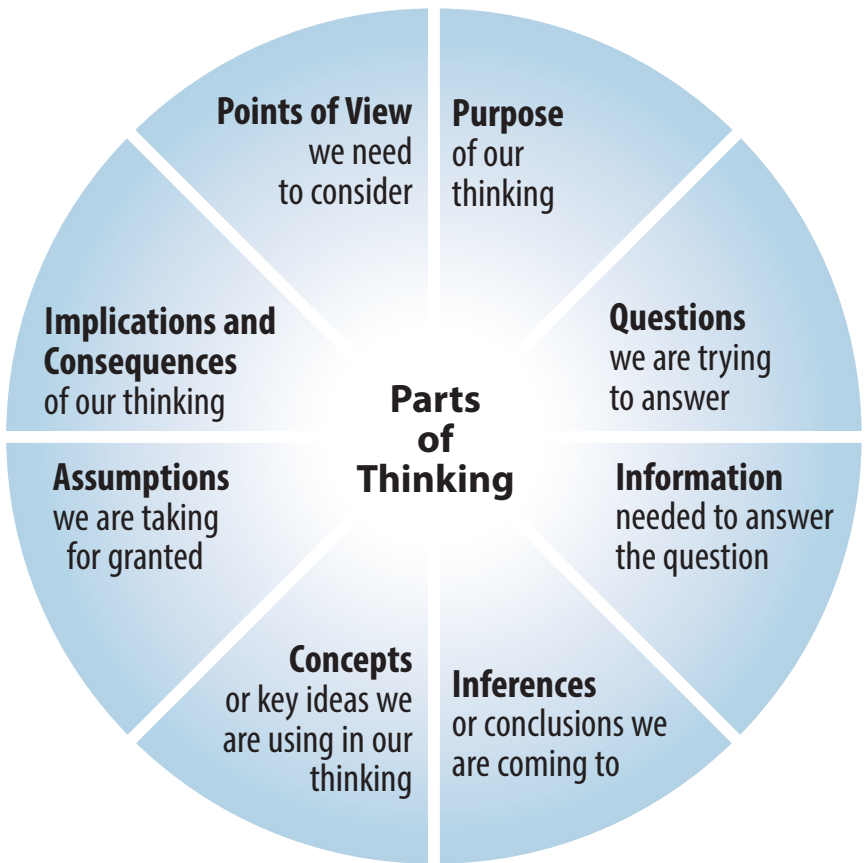 Parts
of
Thinking
Purpose
of our
thinking
Questions
we are trying
to answer
Information
needed to answer
the question
Inferences
or conclusions we
are coming to
Concepts
or key ideas we
are using in our
thinking
Assumptions
we are taking
for granted
Implications and
Consequences
of our thinking
Points of View
we need
to consider